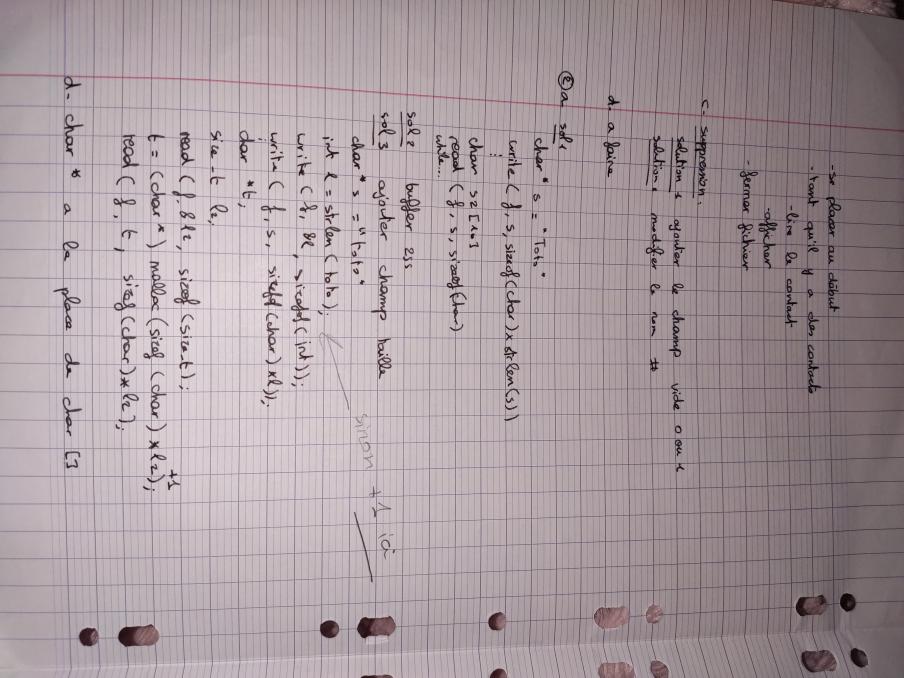 - se placer au début
- tant qu'il y a des contacts
- lire le contact
- afficher
- fermer fichier
c- suppression.
solution 1 ajouter le champ vide 0 ou 1
solution 2 modifier le nom #
d. a faire
② a sol 1
char* s = "Toto"
write (f, s, sizeof(char) x strlen(s))
⋮
char s2 [10]
read (f, s, sizeof(char)
while...
sol 2 buffer 255
sol 3 ajouter champ taille
sinon +1 ici
char* s = "toto"
int l = strlen (toto);
write (f, &l, sizeof(int));
write (f, s, sizeof (char) *l));
char *t;
size_t l2;
read (f, &l2, sizeof (size_t);
+1
t = (char*) malloc (sizeof (char) * l2);
read (f, t, sizeof (char)* l2);
d- char * a la place de char []